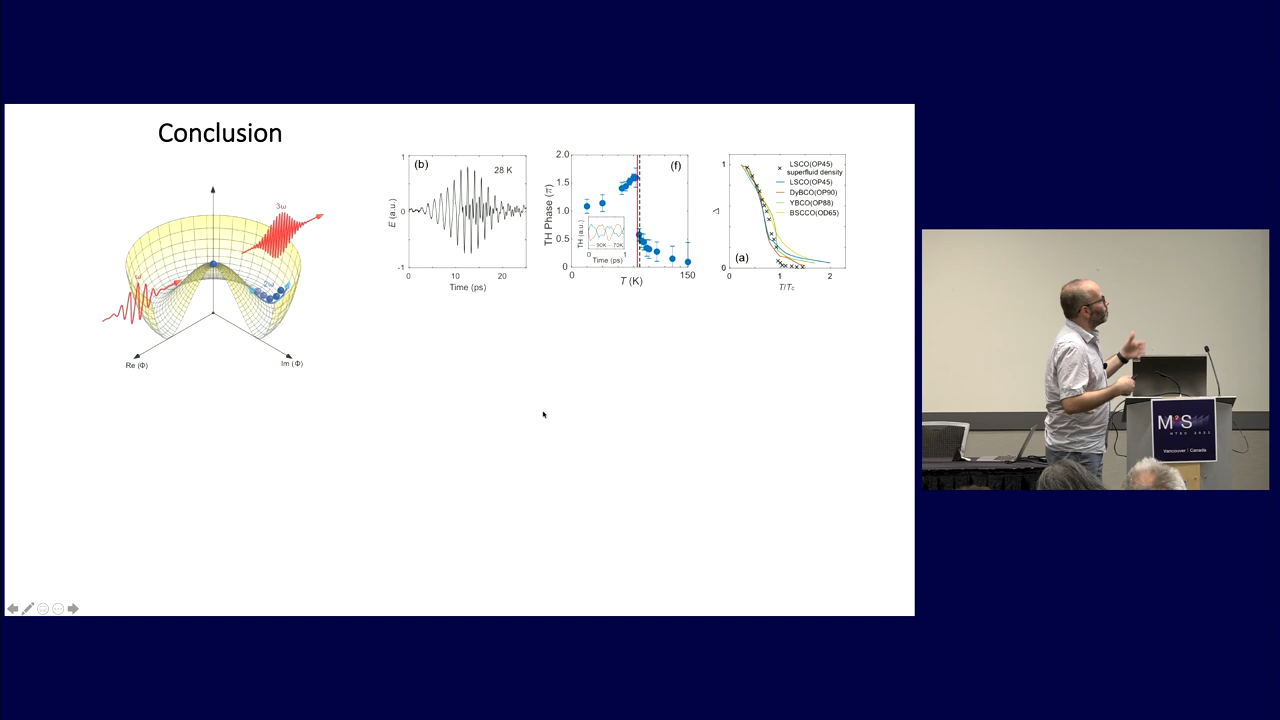 Conclusion
3ω
ω
2ω
Re (Φ)
Im (Φ)
(b)
28 K
1
0
-1
E (a.u.)
0
10
20
Time (ps)
(f)
2.0
1.5
1.0
0.5
0
TH Phase (π)
TH (a.u.)
90K
70K
0
1
Time (ps)
0
150
T (K)
LSCO(OP45)
superfluid density
LSCO(OP45)
DyBCO(OP90)
YBCO(OP88)
BSCCO(OD65)
(a)
1
0
Δ
0
1
2
T/Tc
M²S
Vancouver | Canada